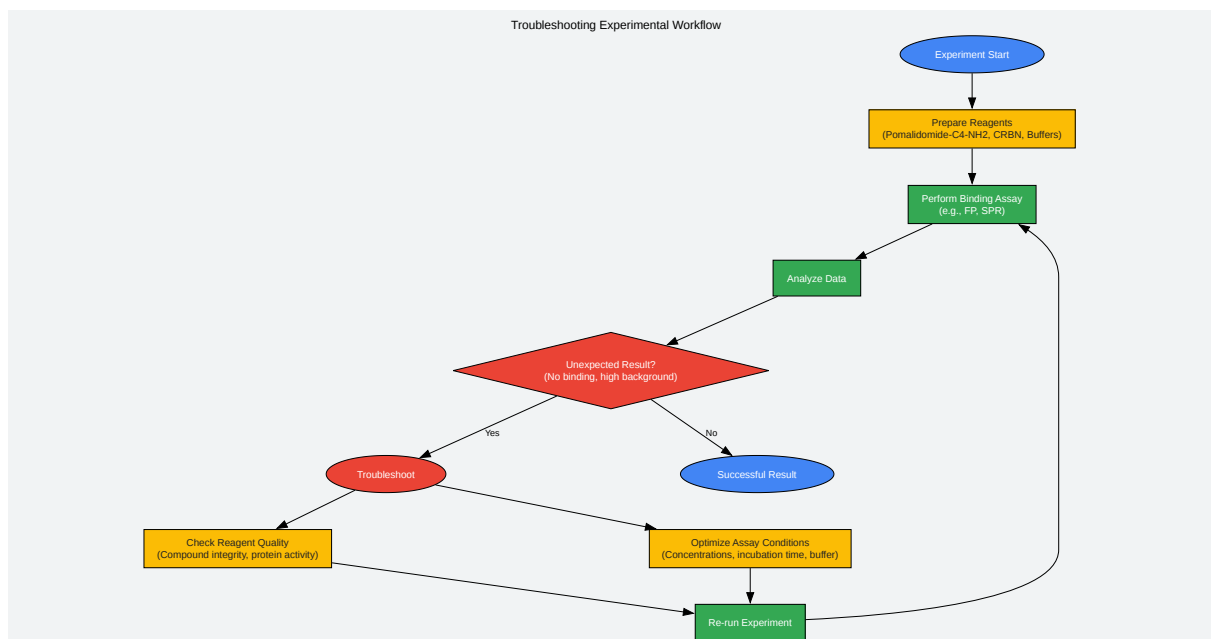 Troubleshooting Experimental Workflow
Experiment Start
Prepare Reagents
(Pomalidomide-C4-NH2, CRBN, Buffers)
Perform Binding Assay
(e.g., FP, SPR)
Analyze Data
Unexpected Result?
(No binding, high background)
Yes
No
Troubleshoot
Successful Result
Check Reagent Quality
(Compound integrity, protein activity)
Optimize Assay Conditions
(Concentrations, incubation time, buffer)
Re-run Experiment